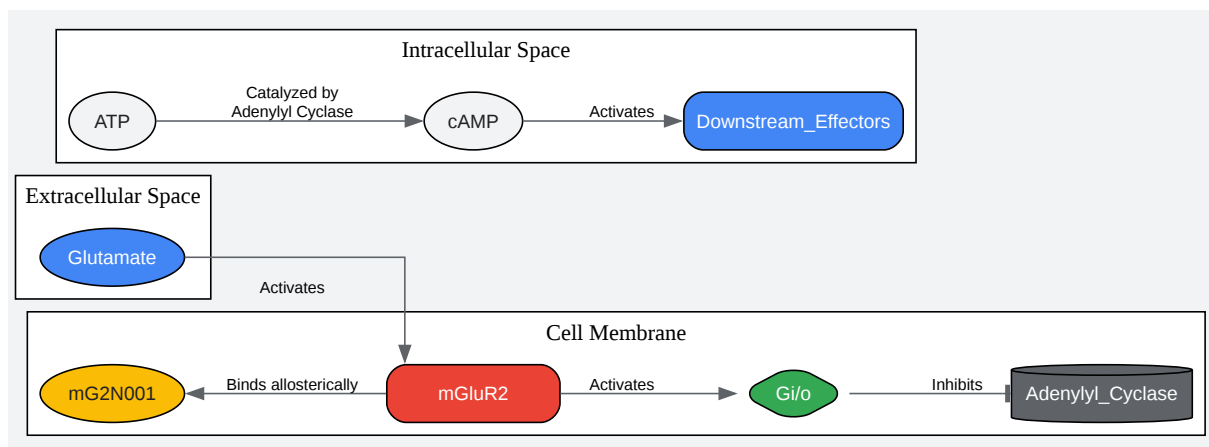 Intracellular Space
ATP
Catalyzed by
Adenylyl Cyclase
cAMP
Activates
Downstream_Effectors
Extracellular Space
Glutamate
Activates
Cell Membrane
mG2N001
Binds allosterically
mGluR2
Activates
Gi/o
Inhibits
Adenylyl_Cyclase